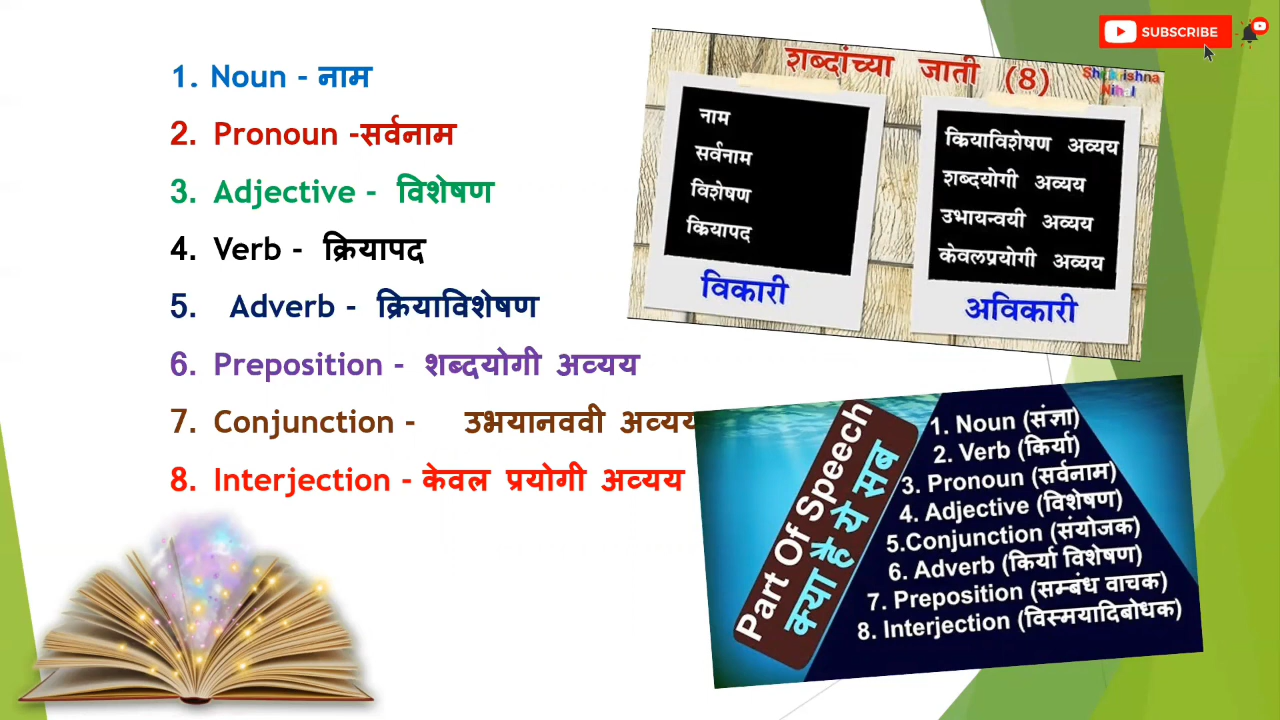 1. Noun - नाम
2. Pronoun -सर्वनाम
3. Adjective - विशेषण
4. Verb - क्रियापद
5. Adverb - क्रियाविशेषण
6. Preposition - शब्दयोगी अव्यय
7. Conjunction - उभयानववी अव्यय
8. Interjection - केवल प्रयोगी अव्यय
SUBSCRIBE
शब्दांच्या जाती (8)
Shrikrishna
Nihal
नाम
सर्वनाम
विशेषण
क्रियापद
विकारी
क्रियाविशेषण अव्यय
शब्दयोगी अव्यय
उभायन्वयी अव्यय
केवलप्रयोगी अव्यय
अविकारी
Part Of Speech
क्या है ये सब
1. Noun (संज्ञा)
2. Verb (किर्या)
3. Pronoun (सर्वनाम)
4. Adjective (विशेषण)
5.Conjunction (संयोजक)
6. Adverb (किर्या विशेषण)
7. Preposition (सम्बंध वाचक)
8. Interjection (विस्मयादिबोधक)